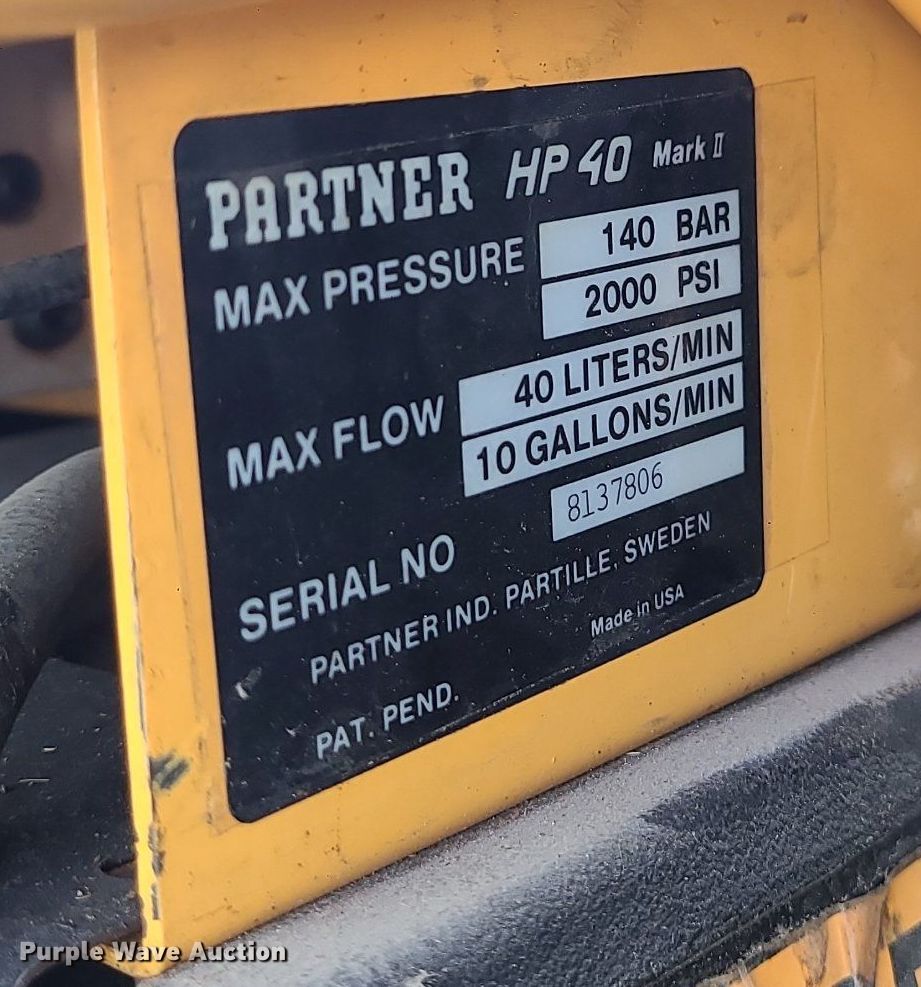 PARTNER HP 40 Mark II
MAX PRESSURE 140 BAR
2000 PSI
MAX FLOW 40 LITERS/MIN
10 GALLONS/MIN
SERIAL NO 8137806
PARTNER IND. PARTILLE, SWEDEN
Made in USA
PAT. PEND.
Purple Wave Auction